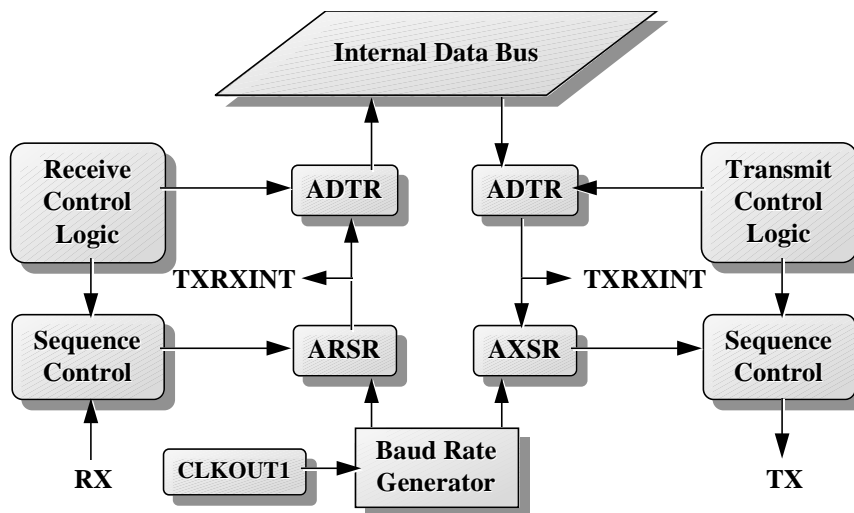 Internal Data Bus
Receive
Control
Logic
ADTR
ADTR
Transmit
Control
Logic
TXRXINT
TXRXINT
Sequence
Control
ARSR
AXSR
Sequence
Control
RX
CLKOUT1
Baud Rate
Generator
TX